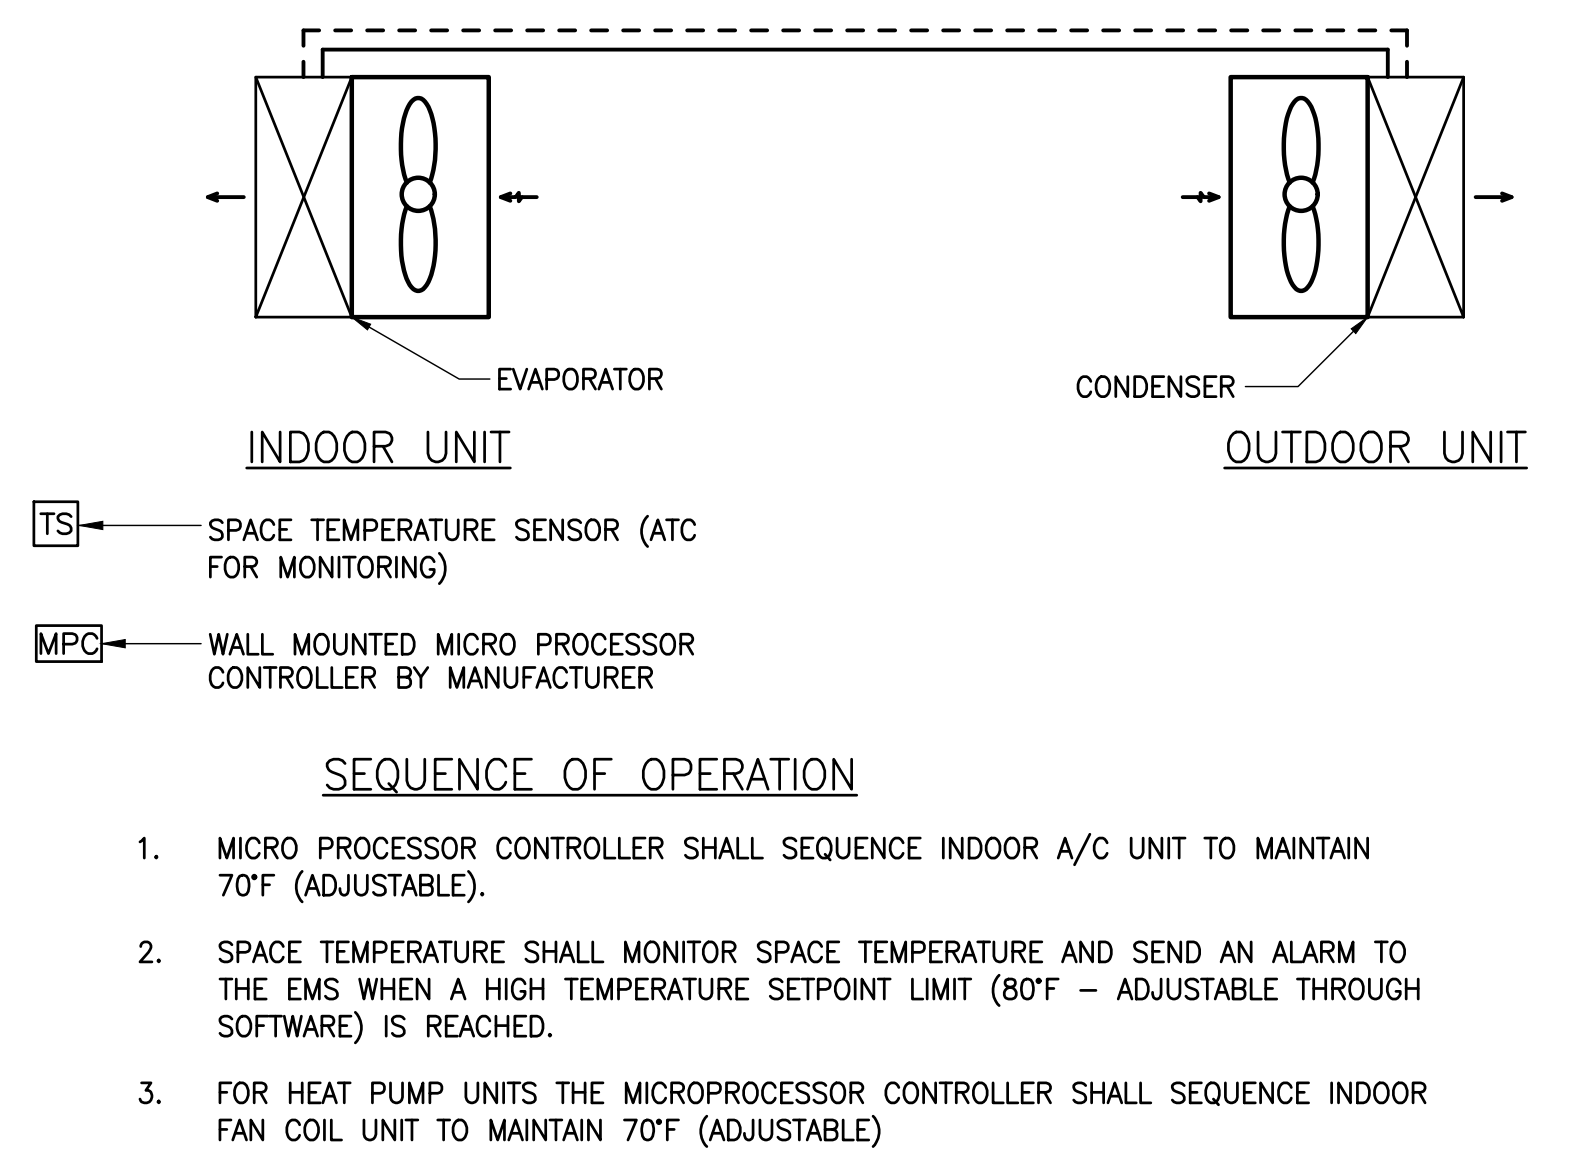 EVAPORATOR
CONDENSER
INDOOR UNIT
OUTDOOR UNIT
TS
SPACE TEMPERATURE SENSOR (ATC
FOR MONITORING)
MPC
WALL MOUNTED MICRO PROCESSOR
CONTROLLER BY MANUFACTURER
SEQUENCE OF OPERATION
1. MICRO PROCESSOR CONTROLLER SHALL SEQUENCE INDOOR A/C UNIT TO MAINTAIN
70°F (ADJUSTABLE).
2. SPACE TEMPERATURE SHALL MONITOR SPACE TEMPERATURE AND SEND AN ALARM TO
THE EMS WHEN A HIGH TEMPERATURE SETPOINT LIMIT (80°F – ADJUSTABLE THROUGH
SOFTWARE) IS REACHED.
3. FOR HEAT PUMP UNITS THE MICROPROCESSOR CONTROLLER SHALL SEQUENCE INDOOR
FAN COIL UNIT TO MAINTAIN 70°F (ADJUSTABLE)